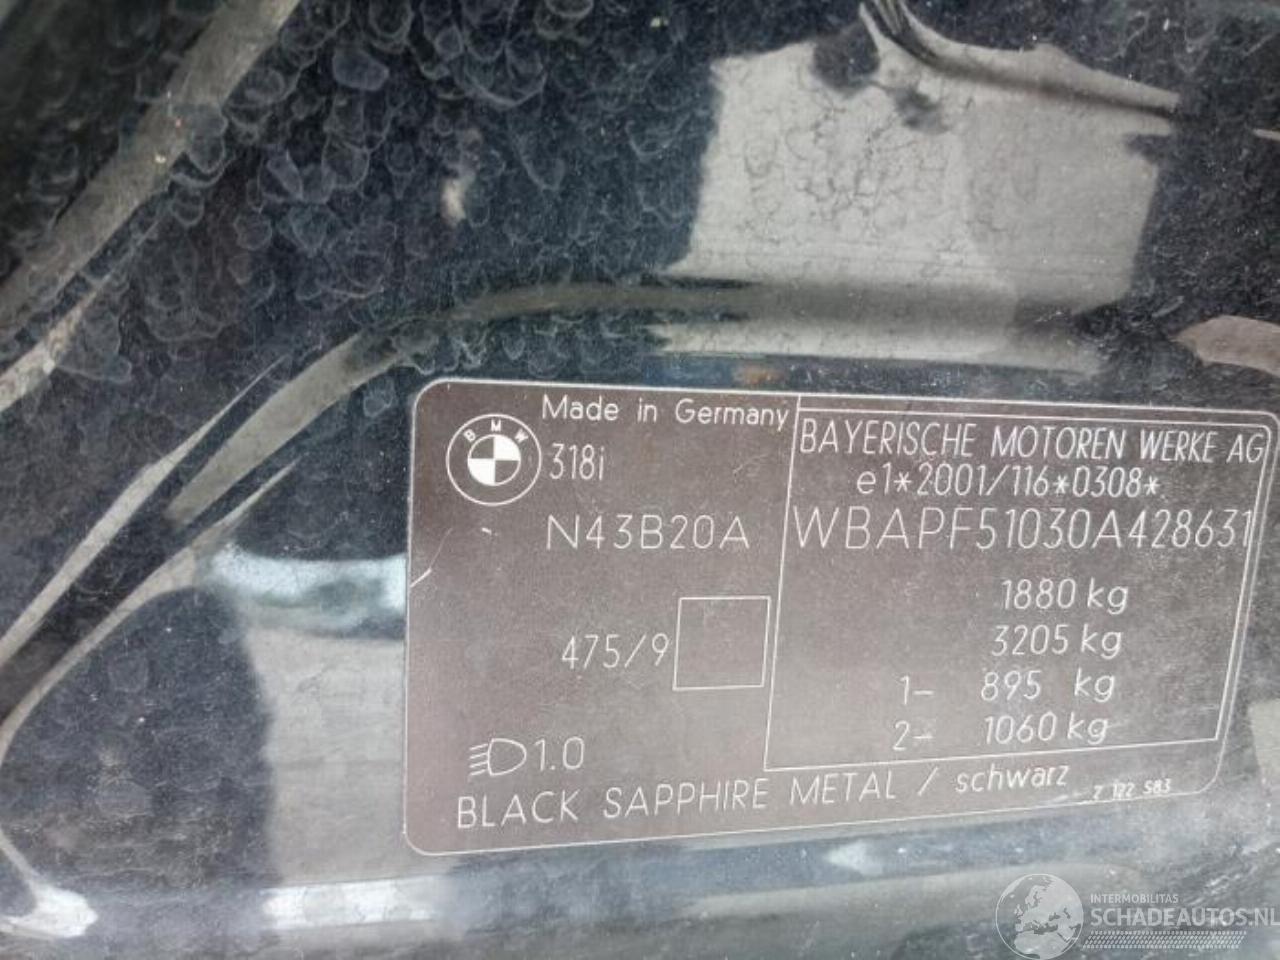 Made in Germany
BMW
318i
N43B20A
475/9
1.0
BLACK SAPPHIRE METAL / schwarz
7 122 583
BAYERISCHE MOTOREN WERKE AG
e1*2001/116*0308*
WBAPF51030A428631
1880 kg
3205 kg
1- 895 kg
2- 1060 kg
INTERMOBILITAS
SCHADEAUTOS.NL